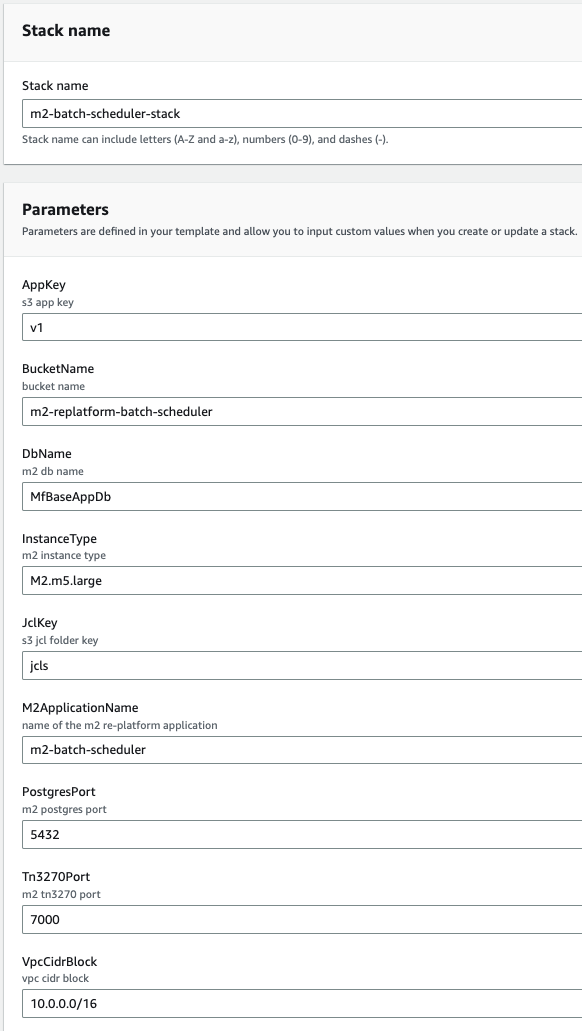 Stack name
Stack name
m2-batch-scheduler-stack
Stack name can include letters (A-Z and a-z), numbers (0-9), and dashes (-).
Parameters
Parameters are defined in your template and allow you to input custom values when you create or update a stack.
AppKey
s3 app key
v1
BucketName
bucket name
m2-replatform-batch-scheduler
DbName
m2 db name
MfBaseAppDb
InstanceType
m2 instance type
M2.m5.large
JclKey
s3 jcl folder key
jcls
M2ApplicationName
name of the m2 re-platform application
m2-batch-scheduler
PostgresPort
m2 postgres port
5432
Tn3270Port
m2 tn3270 port
7000
VpcCidrBlock
vpc cidr block
10.0.0.0/16